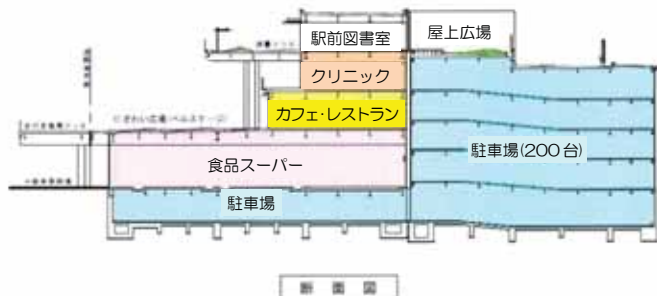 駅前図書室
屋上広場
クリニック
カフェ・レストラン
駐車場(200台)
食品スーパー
駐車場
断面図